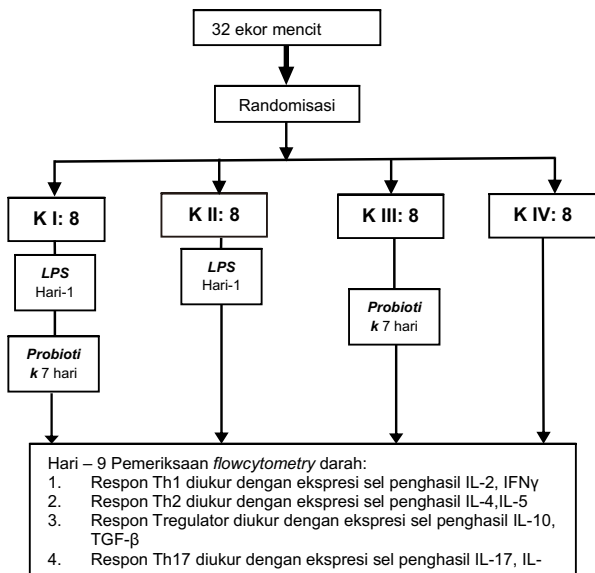 32 ekor mencit
Randomisasi
K I: 8
K II: 8
K III: 8
K IV: 8
LPS
Hari-1
LPS
Hari-1
Probioti
k 7 hari
Probioti
k 7 hari
Hari – 9 Pemeriksaan flowcytometry darah:
1. Respon Th1 diukur dengan ekspresi sel penghasil IL-2, IFNγ
2. Respon Th2 diukur dengan ekspresi sel penghasil IL-4,IL-5
3. Respon Tregulator diukur dengan ekspresi sel penghasil IL-10,
TGF-β
4. Respon Th17 diukur dengan ekspresi sel penghasil IL-17, IL-